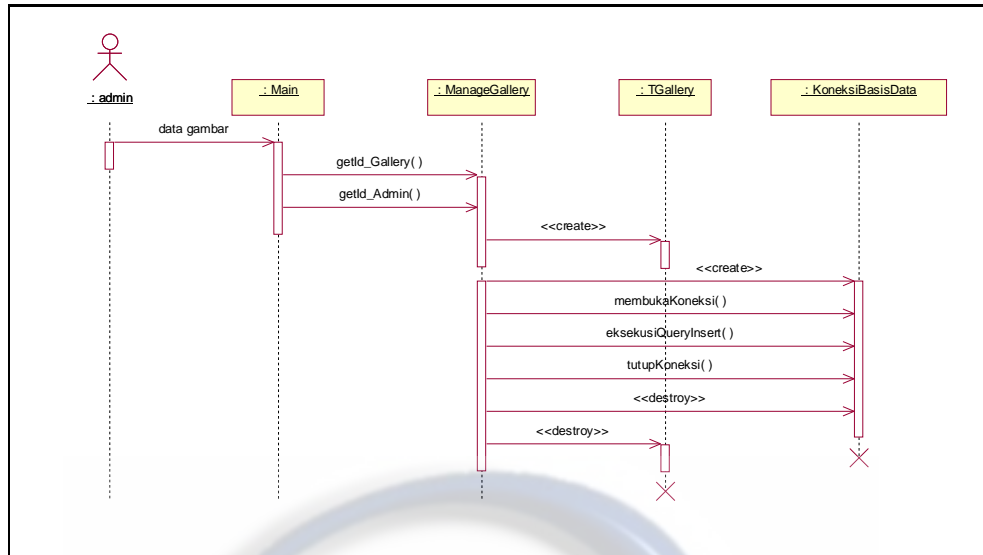 : admin
: Main
: ManageGallery
: TGallery
: KoneksiBasisData
data gambar
getId_Gallery( )
getId_Admin( )
<<create>>
<<create>>
membukaKoneksi( )
eksekusiQueryInsert( )
tutupKoneksi( )
<<destroy>>
<<destroy>>